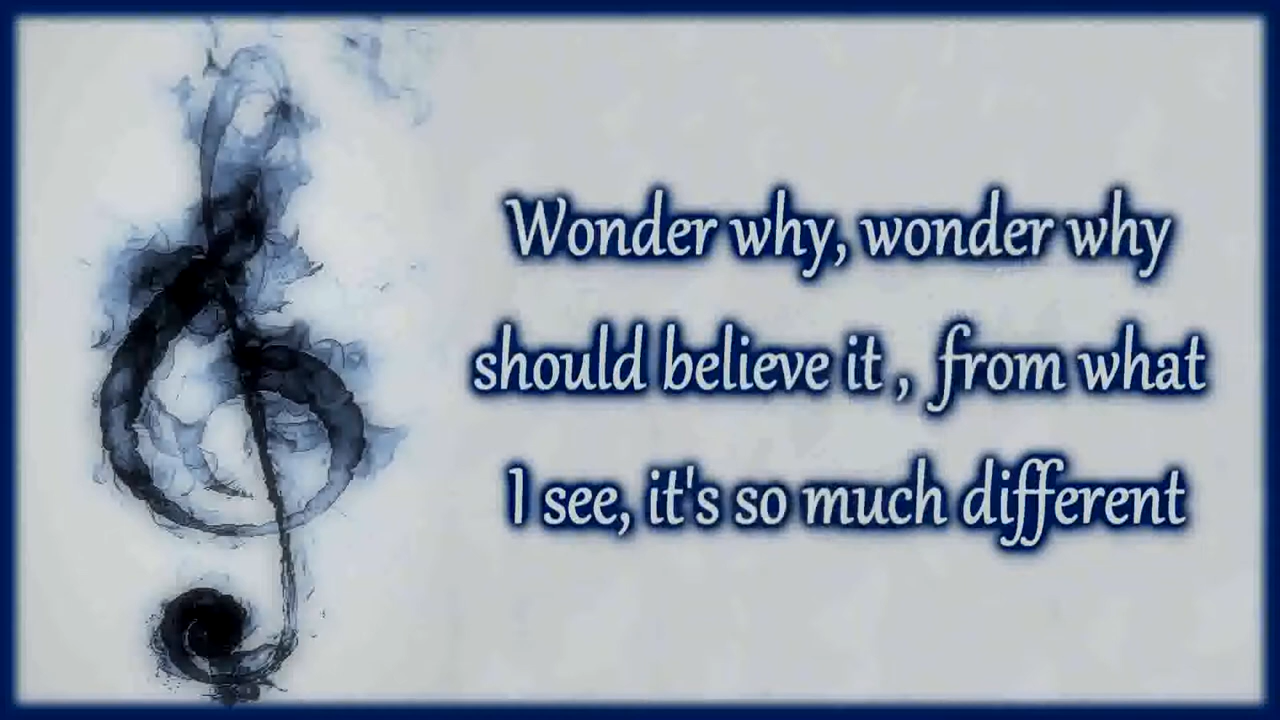 Wonder why, wonder why
should believe it , from what
I see, it's so much different